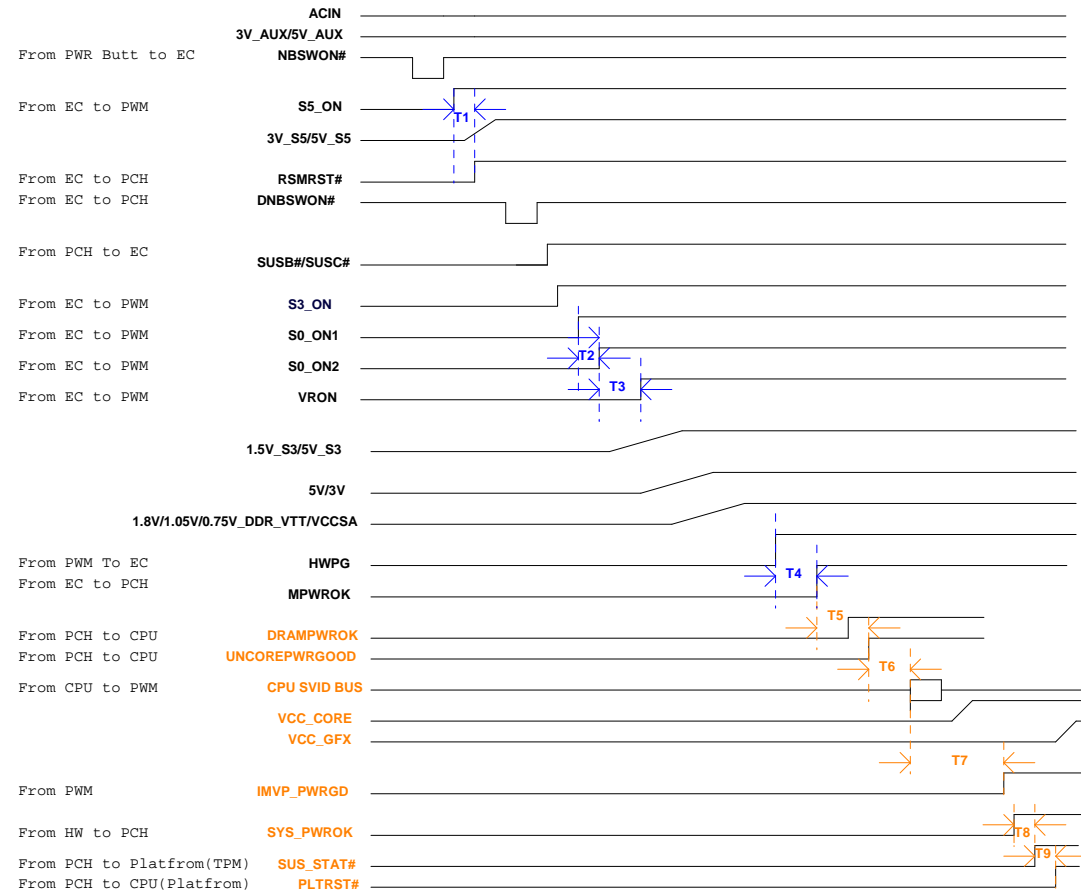 ACIN
3V_AUX/5V_AUX
From PWR Butt to EC NBSWON#
From EC to PWM S5_ON
T1
3V_S5/5V_S5
From EC to PCH RSMRST#
From EC to PCH DNBSWON#
From PCH to EC SUSB#/SUSC#
From EC to PWM S3_ON
From EC to PWM S0_ON1
From EC to PWM S0_ON2 T2
From EC to PWM VRON T3
1.5V_S3/5V_S3
5V/3V
1.8V/1.05V/0.75V_DDR_VTT/VCCSA
From PWM To EC HWPG
T4
From EC to PCH MPWROK
T5
From PCH to CPU DRAMPWROK
From PCH to CPU UNCOREPWRGOOD
T6
From CPU to PWM CPU SVID BUS
VCC_CORE
VCC_GFX
T7
From PWM IMVP_PWRGD
From HW to PCH SYS_PWROK T8
T9
From PCH to Platfrom(TPM) SUS_STAT#
From PCH to CPU(Platfrom) PLTRST#